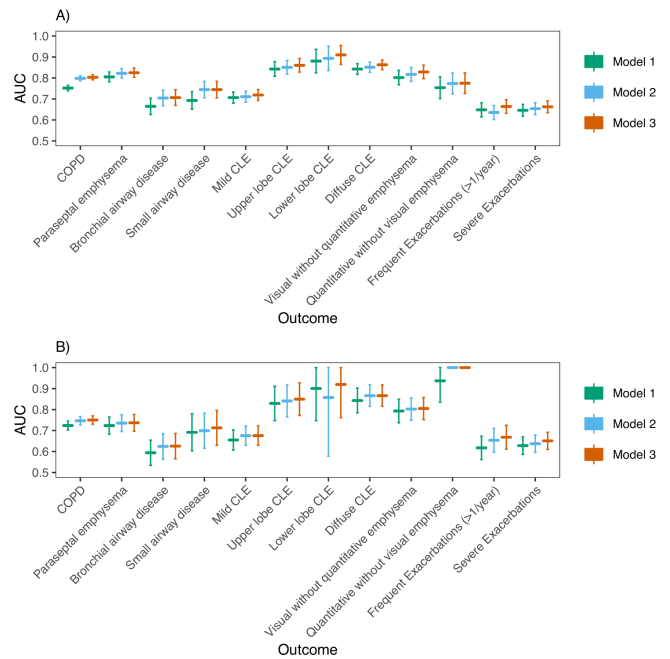 A)
AUC
1.0
0.9
0.8
0.7
0.6
0.5
COPD
Paraseptal emphysema
Bronchial airway disease
Small airway disease
Mild CLE
Upper lobe CLE
Lower lobe CLE
Diffuse CLE
Visual without quantitative emphysema
Quantitative without visual emphysema
Frequent Exacerbations (>1/year)
Severe Exacerbations
Outcome
Model 1
Model 2
Model 3
B)
AUC
1.0
0.9
0.8
0.7
0.6
0.5
COPD
Paraseptal emphysema
Bronchial airway disease
Small airway disease
Mild CLE
Upper lobe CLE
Lower lobe CLE
Diffuse CLE
Visual without quantitative emphysema
Quantitative without visual emphysema
Frequent Exacerbations (>1/year)
Severe Exacerbations
Outcome
Model 1
Model 2
Model 3